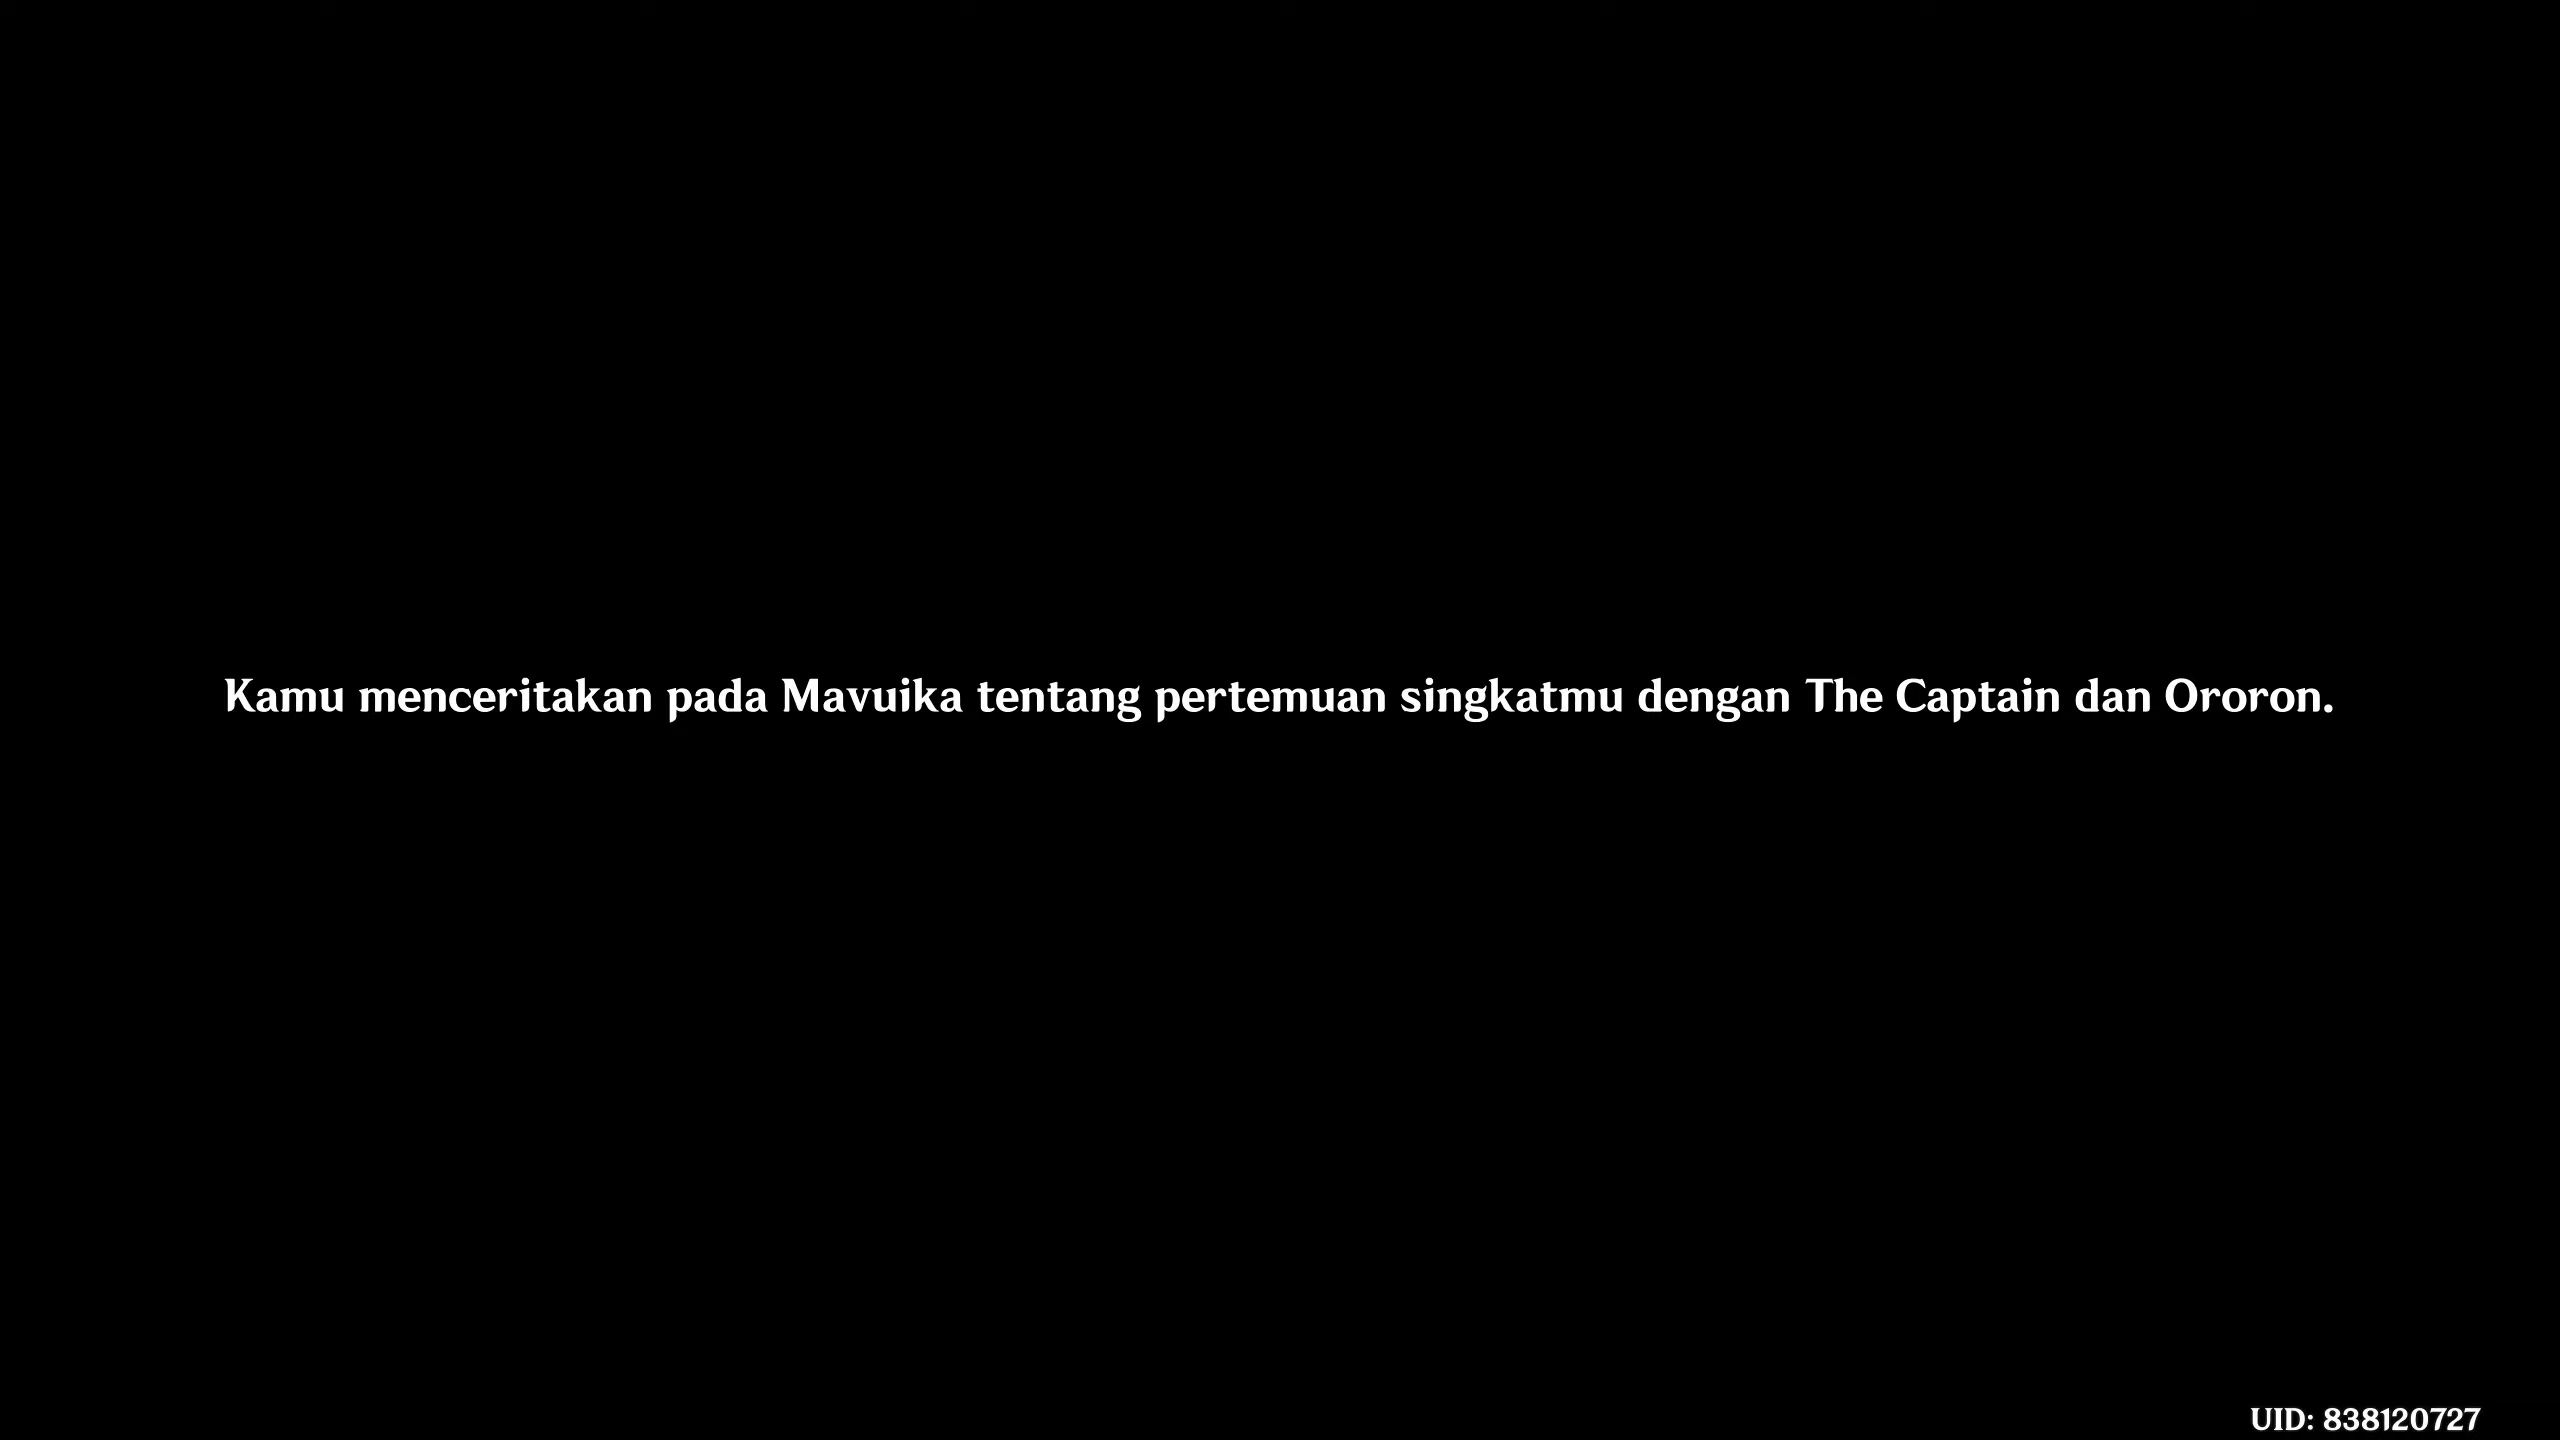 Kamu menceritakan pada Mavuika tentang pertemuan singkatmu dengan The Captain dan Ororon.
UID: 838120727